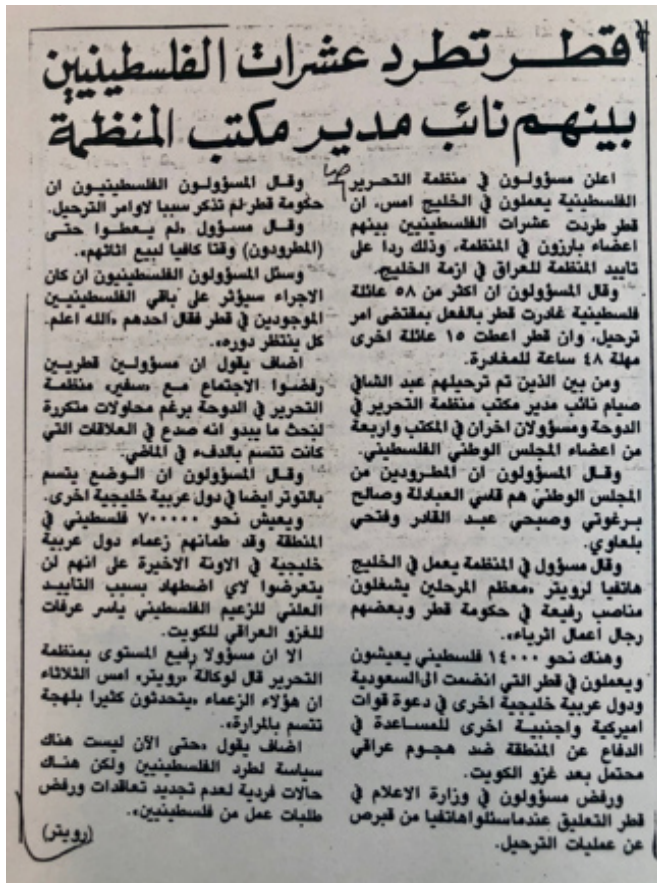 قطر تطرد عشرات الفلسطينيين
بينهم نائب مدير مكتب المنظمة
اعلن مسؤولون في منظمة التحرير
الفلسطينية يعملون في الخليج امس، ان
قطر طردت عشرات الفلسطينيين بينهم
اعضاء بارزون في المنظمة، وذلك ردا على
تاييد المنظمة للعراق في ازمة الخليج.
وقال المسؤولون ان اكثر من ٥٨ عائلة
فلسطينية غادرت قطر بالفعل بمقتضى امر
ترحيل، وان قطر اعطت ١٥ عائلة اخرى
مهلة ٤٨ ساعة للمغادرة.
ومن بين الذين تم ترحيلهم عبد الشافي
صيام نائب مدير مكتب منظمة التحرير في
الدوحة ومسؤولان اخران في المكتب واربعة
من اعضاء المجلس الوطني الفلسطيني.
وقال المسؤولون ان المطرودين من
المجلس الوطني هم قاسي العبادلة وصالح
برغوتي وصبحي عبد القادر وفتحي
بلعاوي.
وقال مسؤول في المنظمة يعمل في الخليج
هاتفيا لرويتر «معظم المرحلين يشغلون
مناصب رفيعة في حكومة قطر وبعضهم
رجال اعمال اثرياء».
وهناك نحو ١٤٠٠٠ فلسطيني يعيشون
ويعملون في قطر التي انضمت الى السعودية
ودول عربية خليجية اخرى في دعوة قوات
اميركية واجنبية اخرى للمساعدة في
الدفاع عن المنطقة ضد هجوم عراقي
محتمل بعد غزو الكويت.
ورفض مسؤولون في وزارة الاعلام في
قطر التعليق عندما سئلوا هاتفيا من قبرص
عن عمليات الترحيل.
وقال المسؤولون الفلسطينيون ان
حكومة قطر لم تذكر سببا لاوامر الترحيل.
وقال مسؤول «لم يعطوا حتى
(المطرودون) وقتا كافيا لبيع اثاثهم».
وسئل المسؤولون الفلسطينيون ان كان
الاجراء سيؤثر على باقي الفلسطينيين
الموجودين في قطر فقال احدهم «الله اعلم.
كل ينتظر دوره».
اضاف يقول ان مسؤولين قطريين
رفضوا الاجتماع مع «سفير» منظمة
التحرير في الدوحة برغم محاولات متكررة
لبحث ما يبدو انه صدع في العلاقات التي
كانت تتسم بالدفء في الماضي.
وقال المسؤولون ان الوضع يتسم
بالتوتر ايضا في دول عربية خليجية اخرى.
ويعيش نحو ٧٠٠٠٠٠ فلسطيني في
المنطقة وقد طمانهم زعماء دول عربية
خليجية في الاونة الاخيرة على انهم لن
يتعرضوا لاي اضطهاد بسبب التاييد
العلني للزعيم الفلسطيني ياسر عرفات
للغزو العراقي للكويت.
الا ان مسؤولا رفيع المستوى بمنظمة
التحرير قال لوكالة «رويتر» امس الثلاثاء
ان هؤلاء الزعماء «يتحدثون كثيرا بلهجة
تتسم بالمرارة».
اضاف يقول «حتى الآن ليست هناك
سياسة لطرد الفلسطينيين ولكن هناك
حالات فردية لعدم تجديد تعاقدات ورفض
طلبات عمل من فلسطينيين».
(رويتر)